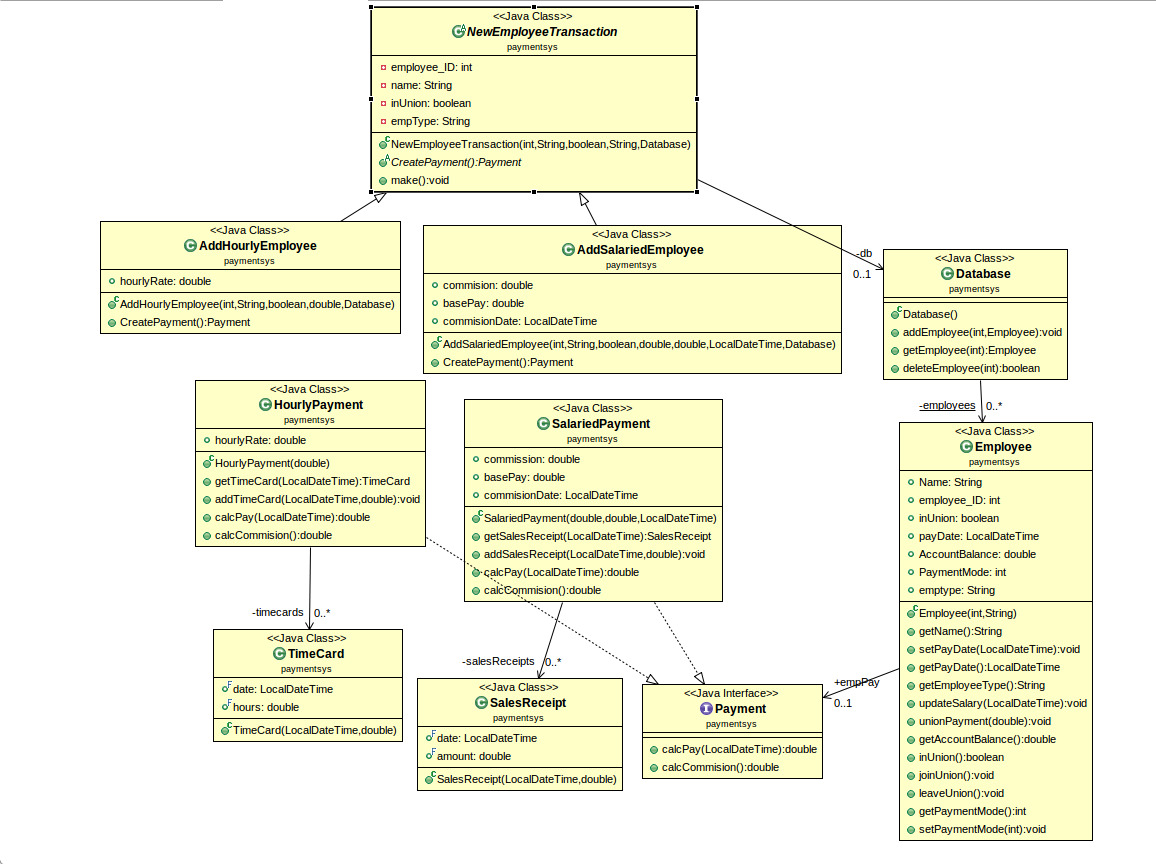 <<Java Class>>
NewEmployeeTransaction
paymentsys
employee_ID: int
name: String
inUnion: boolean
empType: String
NewEmployeeTransaction(int,String,boolean,String,Database)
CreatePayment():Payment
make():void
<<Java Class>>
AddHourlyEmployee
paymentsys
hourlyRate: double
AddHourlyEmployee(int,String,boolean,double,Database)
CreatePayment():Payment
<<Java Class>>
AddSalariedEmployee
paymentsys
commision: double
basePay: double
commisionDate: LocalDateTime
AddSalariedEmployee(int,String,boolean,double,double,LocalDateTime,Database)
CreatePayment():Payment
-db
0..1
<<Java Class>>
Database
paymentsys
Database()
addEmployee(int,Employee):void
getEmployee(int):Employee
deleteEmployee(int):boolean
-employees
0..*
<<Java Class>>
HourlyPayment
paymentsys
hourlyRate: double
HourlyPayment(double)
getTimeCard(LocalDateTime):TimeCard
addTimeCard(LocalDateTime,double):void
calcPay(LocalDateTime):double
calcCommision():double
<<Java Class>>
SalariedPayment
paymentsys
commission: double
basePay: double
commisionDate: LocalDateTime
SalariedPayment(double,double,LocalDateTime)
getSalesReceipt(LocalDateTime):SalesReceipt
addSalesReceipt(LocalDateTime,double):void
calcPay(LocalDateTime):double
calcCommision():double
<<Java Class>>
Employee
paymentsys
Name: String
employee_ID: int
inUnion: boolean
payDate: LocalDateTime
AccountBalance: double
PaymentMode: int
emptype: String
Employee(int,String)
getName():String
setPayDate(LocalDateTime):void
getPayDate():LocalDateTime
getEmployeeType():String
updateSalary(LocalDateTime):void
unionPayment(double):void
getAccountBalance():double
inUnion():boolean
joinUnion():void
leaveUnion():void
getPaymentMode():int
setPaymentMode(int):void
-timecards
0..*
<<Java Class>>
TimeCard
paymentsys
date: LocalDateTime
hours: double
TimeCard(LocalDateTime,double)
-salesReceipts
0..*
<<Java Class>>
SalesReceipt
paymentsys
date: LocalDateTime
amount: double
SalesReceipt(LocalDateTime,double)
<<Java Interface>>
Payment
paymentsys
calcPay(LocalDateTime):double
calcCommision():double
+empPay
0..1